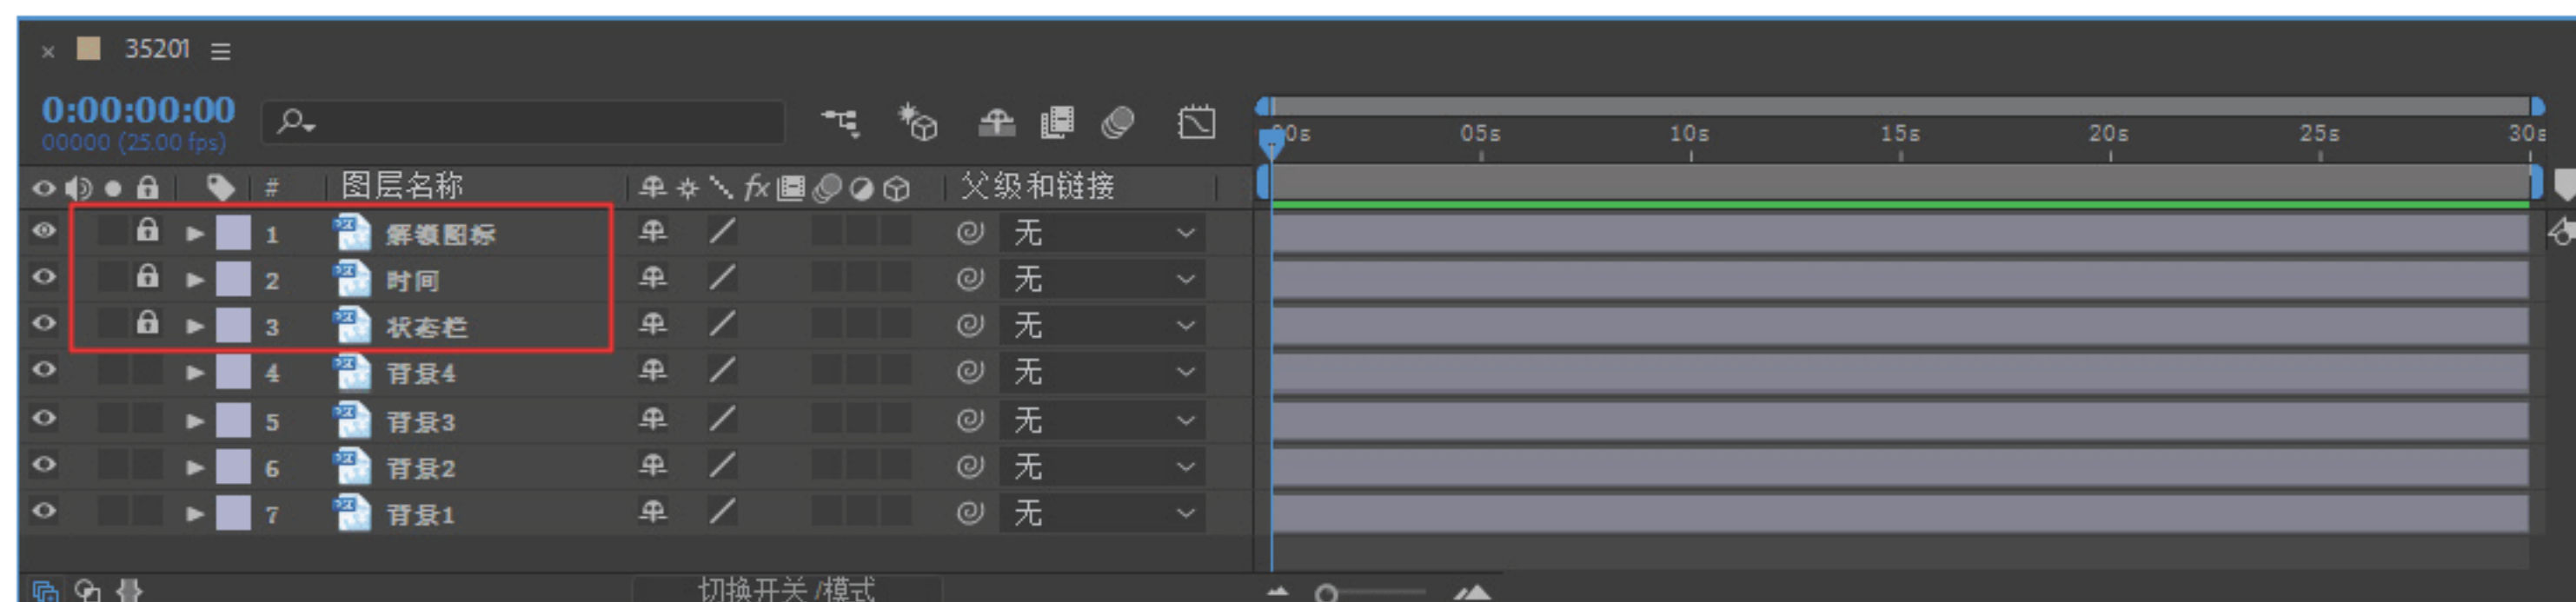 35201
0:00:00:00
00000 (25.00 fps)
00s 05s 10s 15s 20s 25s 30s
# 图层名称 fx 父级和链接
1 解锁图标 无
2 时间 无
3 状态栏 无
4 背景4 无
5 背景3 无
6 背景2 无
7 背景1 无
切换开关/模式